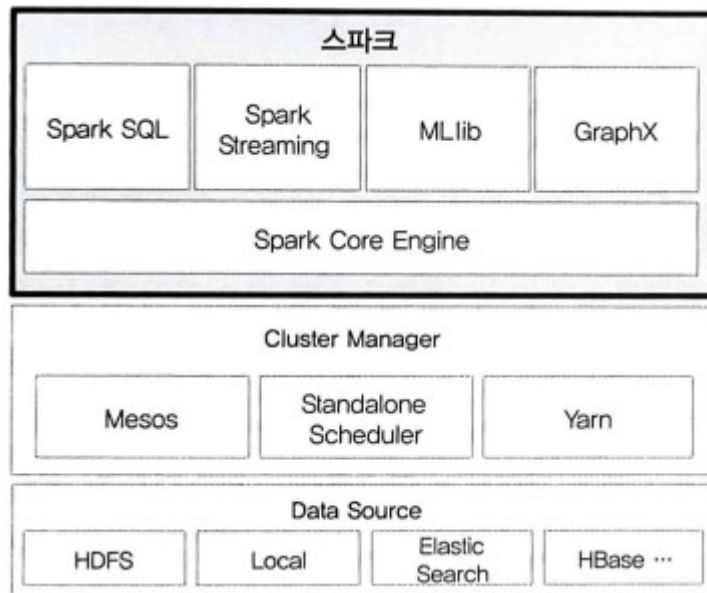 스파크
Spark SQL
Spark
Streaming
MLlib
GraphX
Spark Core Engine
Cluster Manager
Mesos
Standalone
Scheduler
Yarn
Data Source
HDFS
Local
Elastic
Search
HBase ···